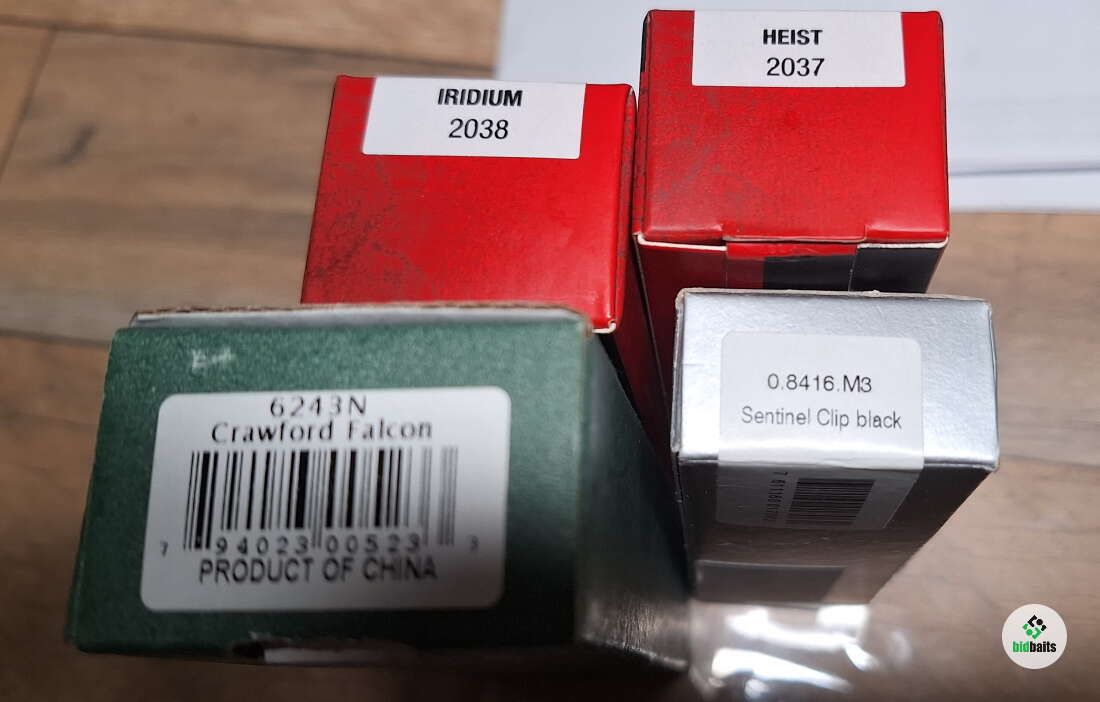 HEIST
2037
IRIDIUM
2038
0.8416.M3
Sentinel Clip black
6243N
Crawford Falcon
7 94023 00523 3
PRODUCT OF CHINA
bidbaits